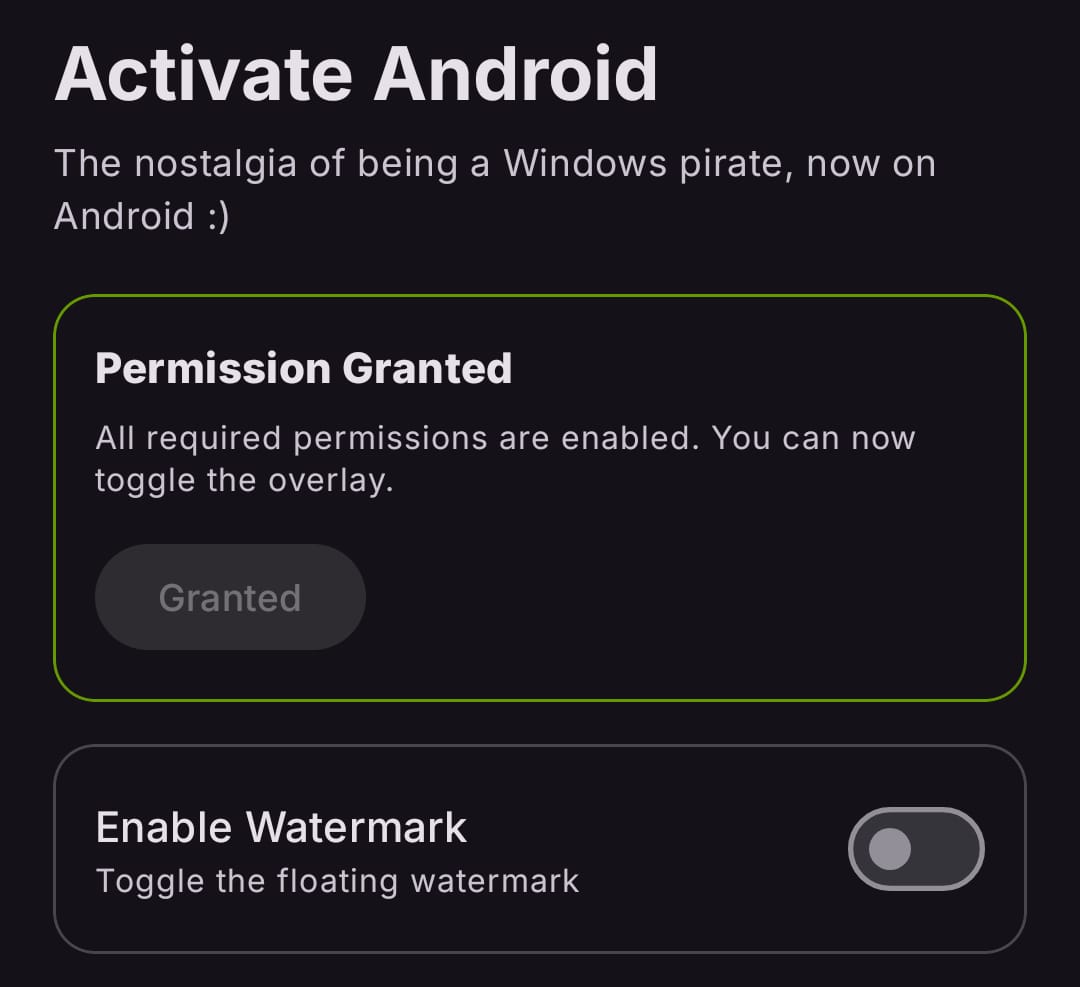 Activate Android
The nostalgia of being a Windows pirate, now on
Android :)
Permission Granted
All required permissions are enabled. You can now
toggle the overlay.
Granted
Enable Watermark
Toggle the floating watermark